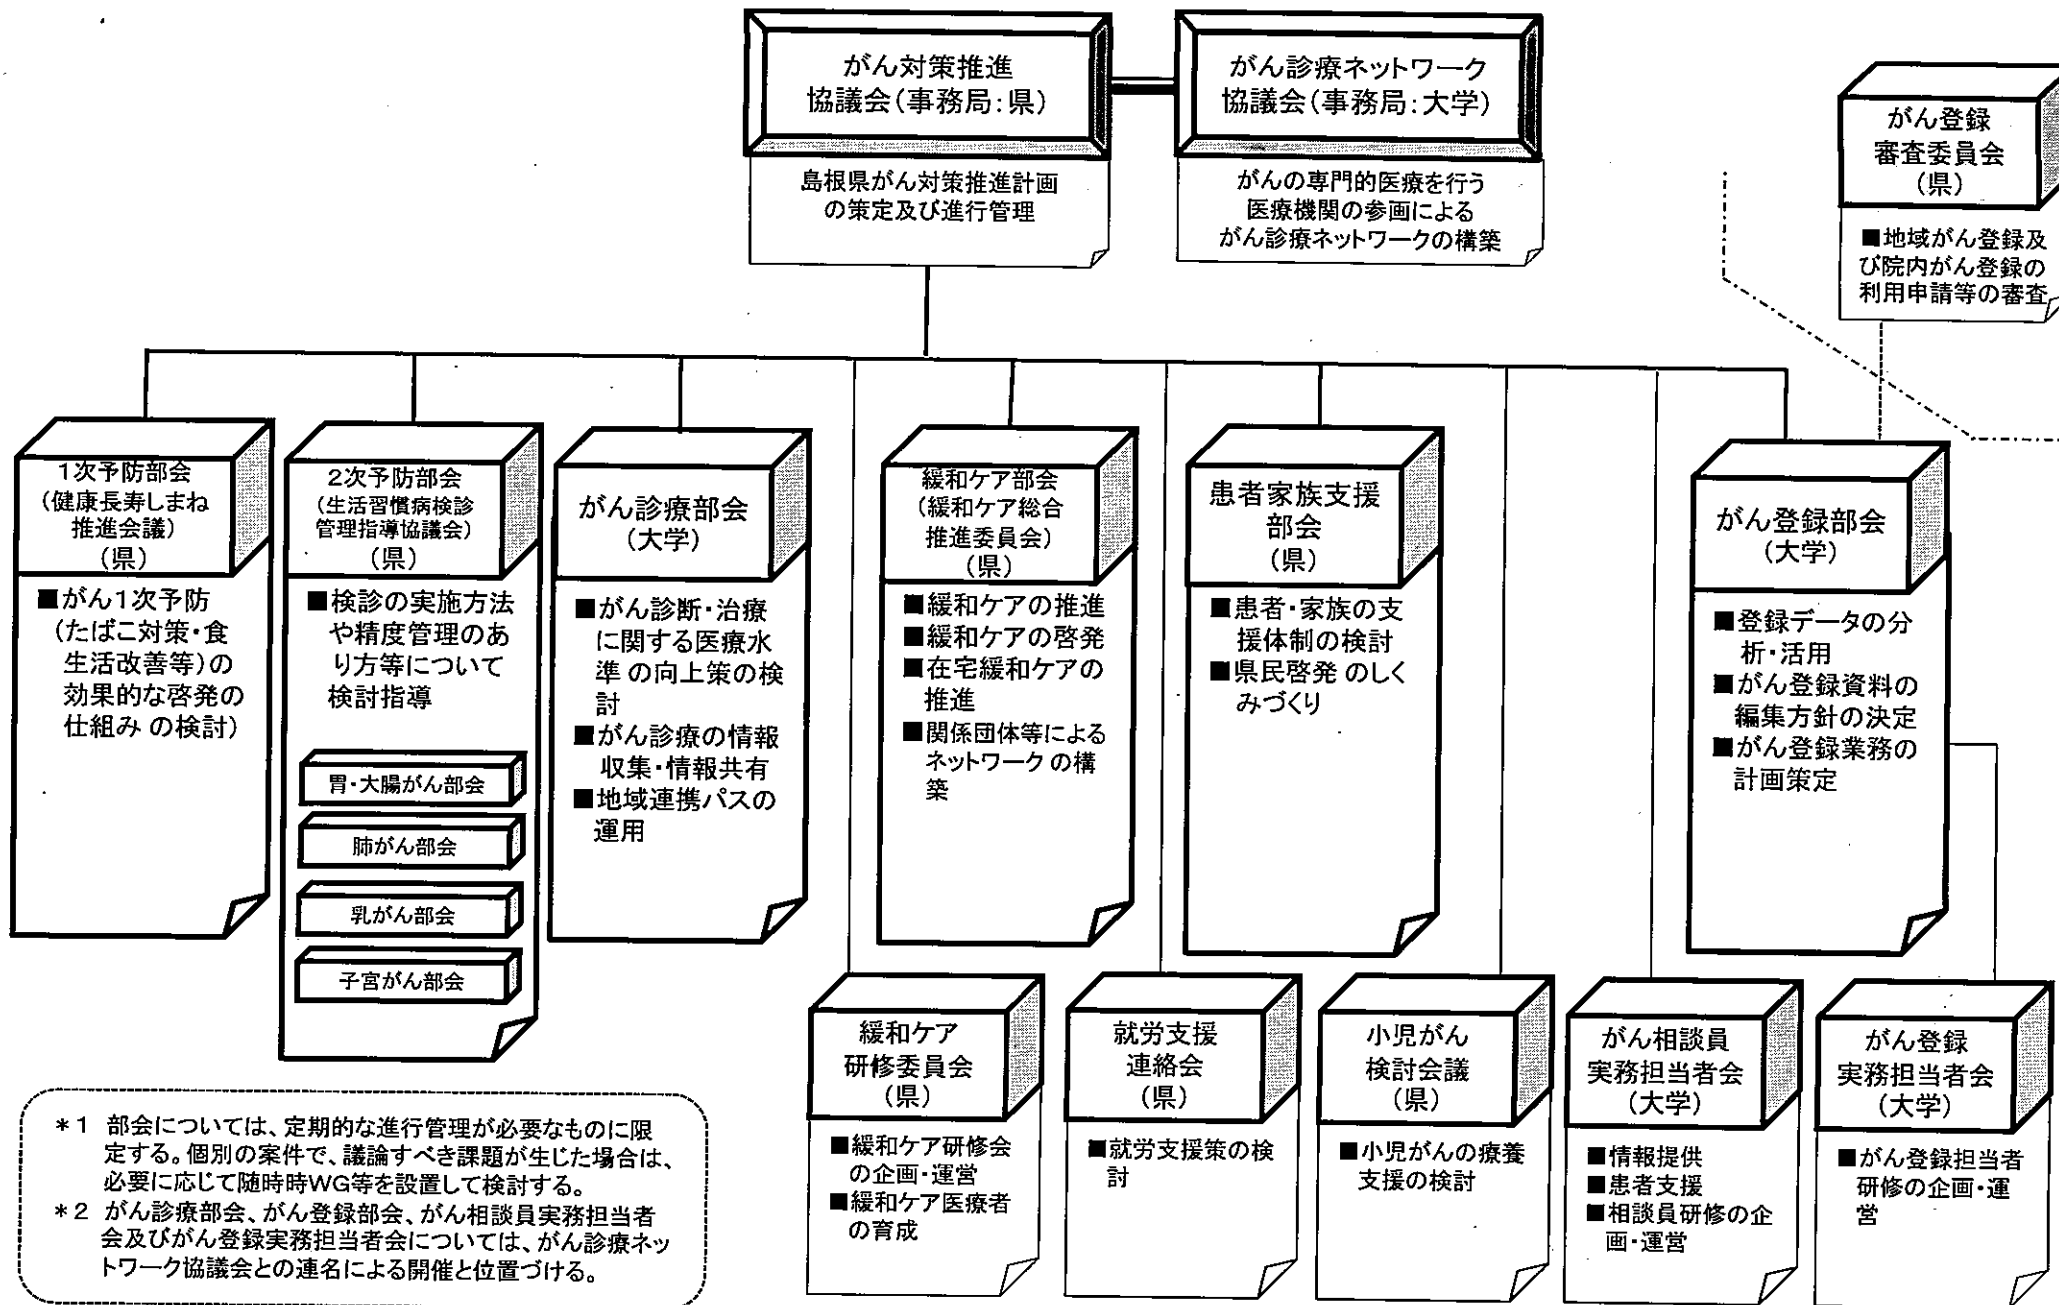 がん対策推進
協議会(事務局:県)
島根県がん対策推進計画
の策定及び進行管理
がん診療ネットワーク
協議会(事務局:大学)
がんの専門的医療を行う
医療機関の参画による
がん診療ネットワークの構築
がん登録
審査委員会
(県)
■地域がん登録及
び院内がん登録の
利用申請等の審査
1次予防部会
(健康長寿しまね
推進会議)
(県)
■がん1次予防
(たばこ対策・食
生活改善等)の
効果的な啓発の
仕組み の検討)
2次予防部会
(生活習慣病検診
管理指導協議会)
(県)
■検診の実施方法
や精度管理のあ
り方等について
検討指導
胃・大腸がん部会
肺がん部会
乳がん部会
子宮がん部会
がん診療部会
(大学)
■がん診断・治療
に関する医療水
準 の向上策の検
討
■がん診療の情報
収集・情報共有
■地域連携パスの
運用
緩和ケア部会
(緩和ケア総合
推進委員会)
(県)
■緩和ケアの推進
■緩和ケアの啓発
■在宅緩和ケアの
推進
■関係団体等による
ネットワーク の構
築
患者家族支援
部会
(県)
■患者・家族の支
援体制の検討
■県民啓発 のしく
みづくり
がん登録部会
(大学)
■登録データの分
析・活用
■がん登録資料の
編集方針の決定
■がん登録業務の
計画策定
緩和ケア
研修委員会
(県)
■緩和ケア研修会
の企画・運営
■緩和ケア医療者
の育成
就労支援
連絡会
(県)
■就労支援策の検
討
小児がん
検討会議
(県)
■小児がんの療養
支援の検討
がん相談員
実務担当者会
(大学)
■情報提供
■患者支援
■相談員研修の企
画・運営
がん登録
実務担当者会
(大学)
■がん登録担当者
研修の企画・運
営
*1 部会については、定期的な進行管理が必要なものに限
定する。個別の案件で、議論すべき課題が生じた場合は、
必要に応じて随時時WG等を設置して検討する。
*2 がん診療部会、がん登録部会、がん相談員実務担当者
会及びがん登録実務担当者会については、がん診療ネッ
トワーク協議会との連名による開催と位置づける。